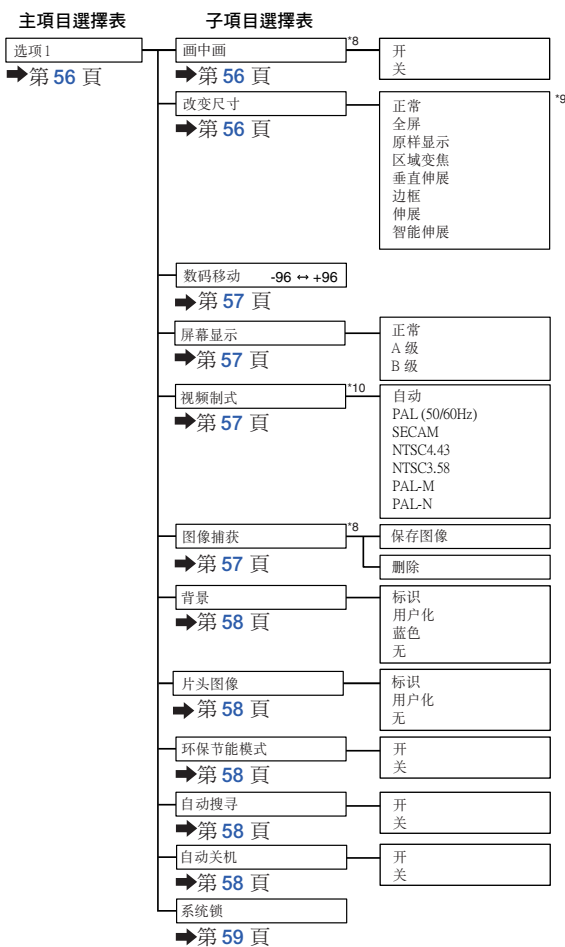 主項目選擇表
子項目選擇表
选项1
➡第 56 頁
画中画
*8
➡第 56 頁
开
关
改变尺寸
➡第 56 頁
*9
正常
全屏
原样显示
区域变焦
垂直伸展
边框
伸展
智能伸展
数码移动 -96 ↔ +96
➡第 57 頁
屏幕显示
➡第 57 頁
正常
A 级
B 级
视频制式
*10
➡第 57 頁
自动
PAL (50/60Hz)
SECAM
NTSC4.43
NTSC3.58
PAL-M
PAL-N
图像捕获
*8
➡第 57 頁
保存图像
删除
背景
➡第 58 頁
标识
用户化
蓝色
无
片头图像
➡第 58 頁
标识
用户化
无
环保节能模式
➡第 58 頁
开
关
自动搜寻
➡第 58 頁
开
关
自动关机
➡第 58 頁
开
关
系统锁
➡第 59 頁